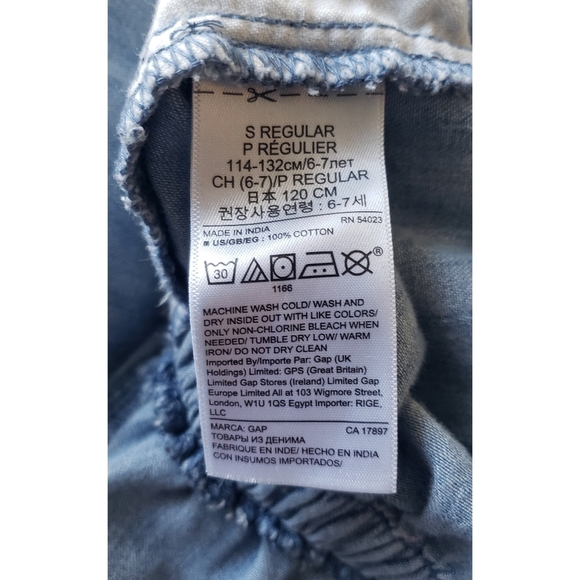 S REGULAR
P RÉGULIER
114-132см/6-7лет
CH (6-7)/P REGULAR
日本 120 CM
권장사용연령 : 6-7 세
MADE IN INDIA RN 54023
US/GB/EG : 100% COTTON
30
®
1166
MACHINE WASH COLD/ WASH AND
DRY INSIDE OUT WITH LIKE COLORS/
ONLY NON-CHLORINE BLEACH WHEN
NEEDED/ TUMBLE DRY LOW/ WARM
IRON/ DO NOT DRY CLEAN
Imported By/Importe Par: Gap (UK
Holdings) Limited: GPS (Great Britain)
Limited Gap Stores (Ireland) Limited Gap
Europe Limited All at 103 Wigmore Street,
London, W1U 1QS Egypt Importer: RIGE,
LLC
MARCA: GAP CA 17897
ТОВАРЫ ИЗ ДЕНИМА
FABRIQUE EN INDE/ HECHO EN INDIA
CON INSUMOS IMPORTADOS/